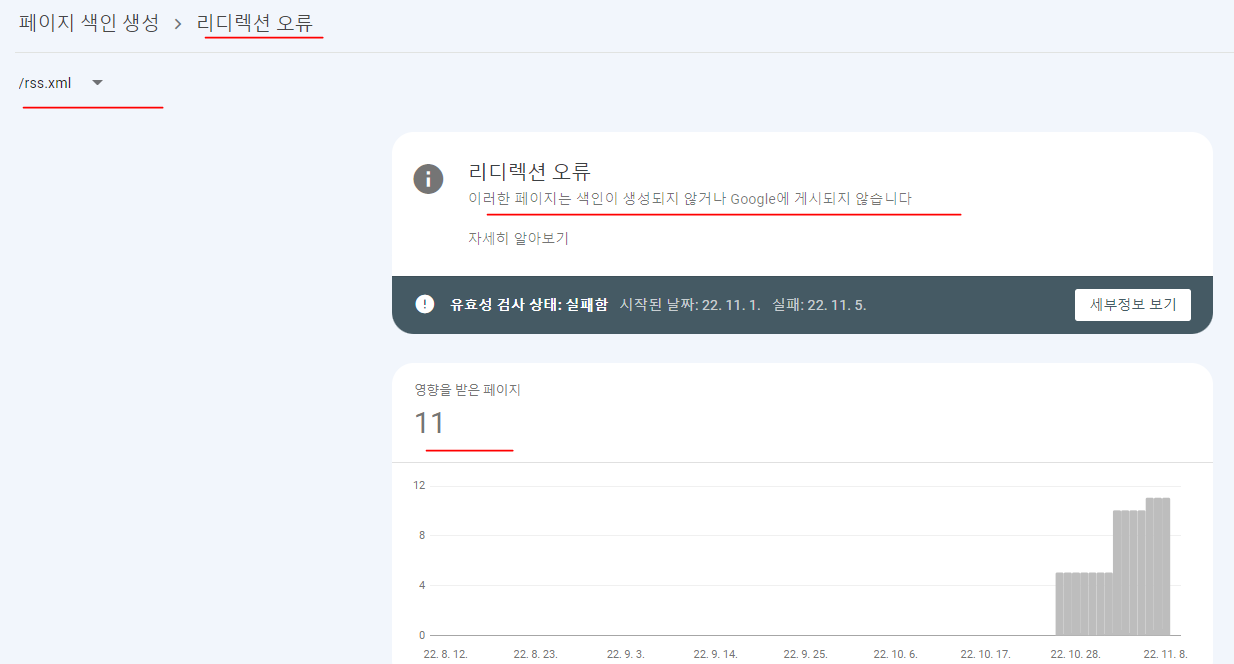 페이지 색인 생성 > 리디렉션 오류
/rss.xml
리디렉션 오류
이러한 페이지는 색인이 생성되지 않거나 Google에 게시되지 않습니다
자세히 알아보기
유효성 검사 상태: 실패함 시작된 날짜: 22. 11. 1. 실패: 22. 11. 5.
세부정보 보기
영향을 받은 페이지
11
12
8
4
0
22. 8. 12. 22. 8. 23. 22. 9. 3. 22. 9. 14. 22. 9. 25. 22. 10. 6. 22. 10. 17. 22. 10. 28. 22. 11. 8.